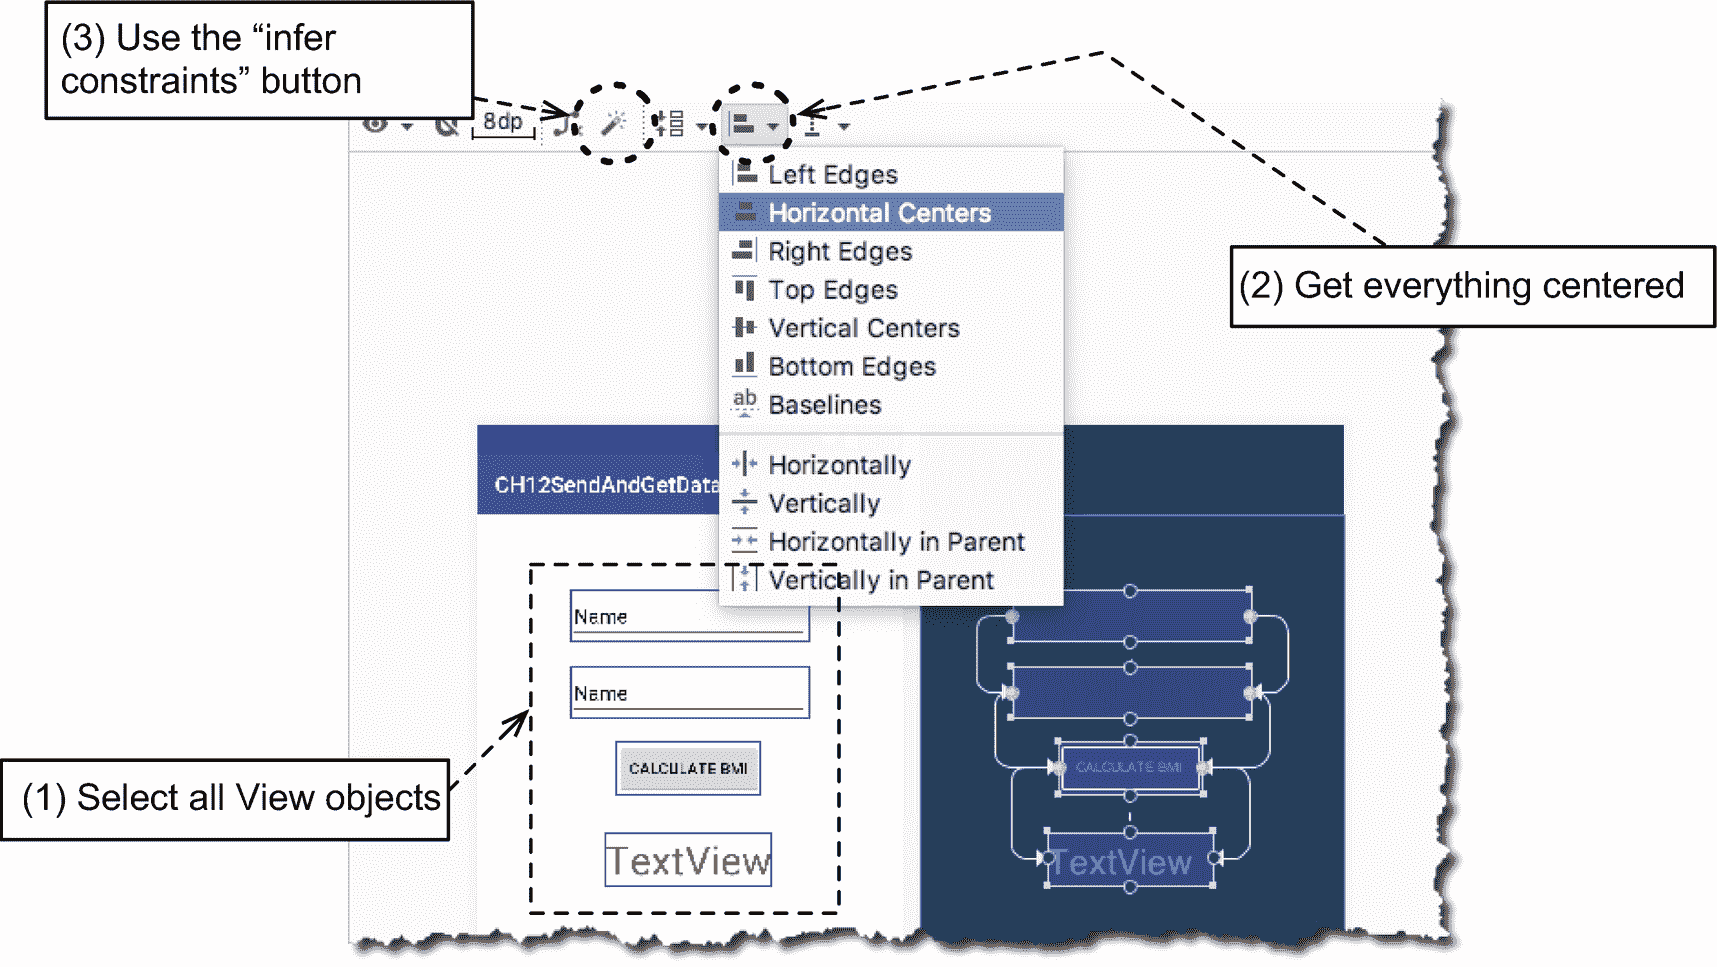 (3) Use the “infer
constraints” button
8dp
Left Edges
Horizontal Centers
Right Edges
(2) Get everything centered
Top Edges
Vertical Centers
Bottom Edges
ab
Baselines
Horizontally
CH12SendAndGetData
Vertically
Horizontally in Parent
Vertically in Parent
Name
Name
CALCULATE BMI
CALCULATE BMI
(1) Select all View objects
TextView
TextView